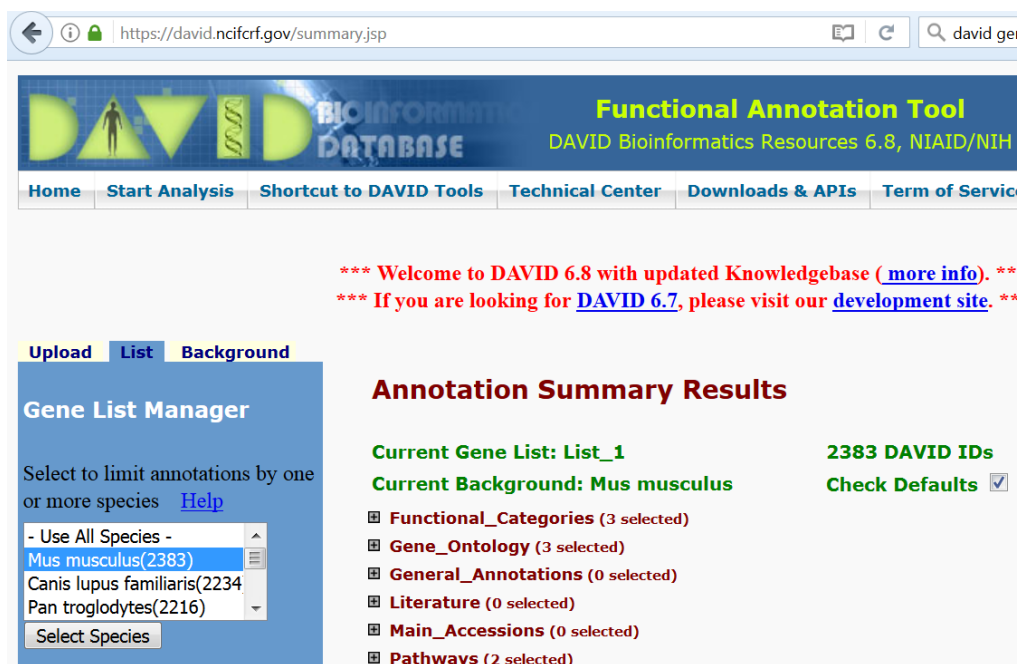 https://david.ncifcrf.gov/summary.jsp
david ge
DAVID BIOINFORMATI
DATABASE
Functional Annotation Tool
DAVID Bioinformatics Resources 6.8, NIAID/NIH
Home Start Analysis Shortcut to DAVID Tools Technical Center Downloads & APIs Term of Servic
*** Welcome to DAVID 6.8 with updated Knowledgebase ( more info). **
*** If you are looking for DAVID 6.7, please visit our development site. **
Upload List Background
Gene List Manager
Select to limit annotations by one
or more species Help
- Use All Species -
Mus musculus(2383)
Canis lupus familiaris(2234
Pan troglodytes(2216)
Select Species
Annotation Summary Results
Current Gene List: List_1 2383 DAVID IDs
Current Background: Mus musculus Check Defaults
Functional_Categories (3 selected)
Gene_Ontology (3 selected)
General_Annotations (0 selected)
Literature (0 selected)
Main_Accessions (0 selected)
Pathways (2 selected)